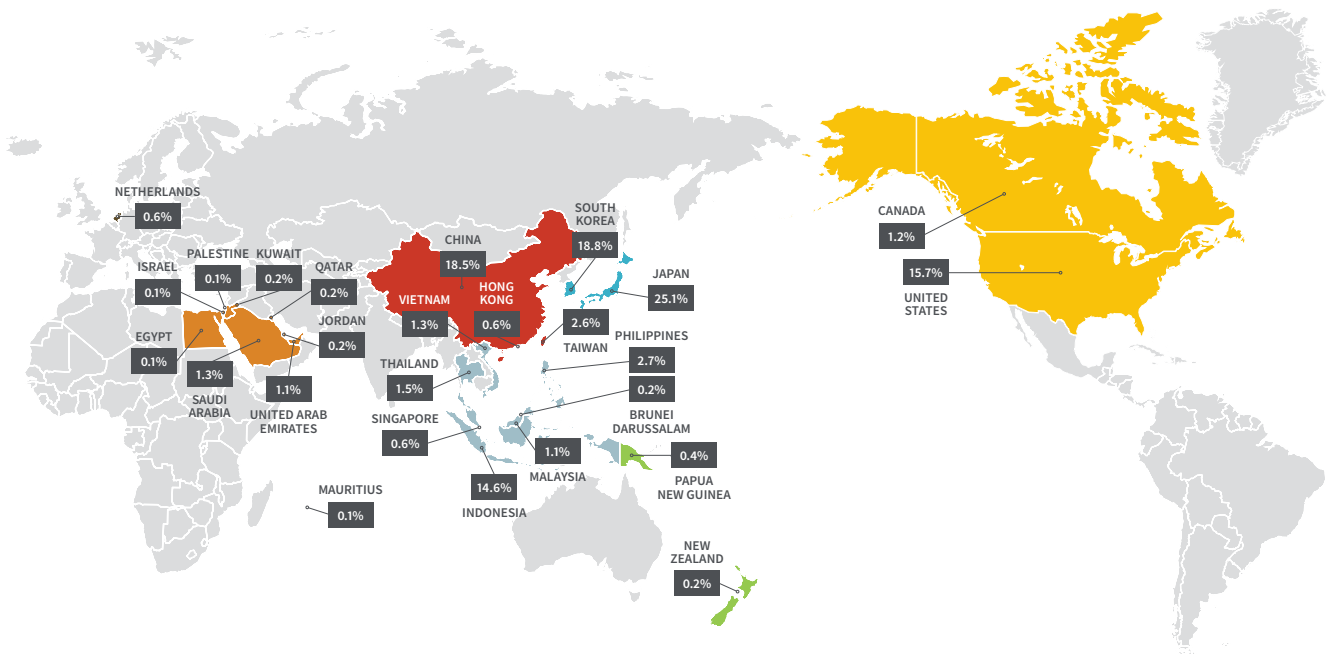 NETHERLANDS
0.6%
PALESTINE
0.1%
KUWAIT
0.2%
ISRAEL
0.1%
QATAR
0.2%
JORDAN
0.2%
EGYPT
0.1%
1.3%
SAUDI
ARABIA
1.1%
UNITED ARAB
EMIRATES
MAURITIUS
0.1%
CHINA
18.5%
HONG
KONG
0.6%
VIETNAM
1.3%
THAILAND
1.5%
SINGAPORE
0.6%
14.6%
INDONESIA
1.1%
MALAYSIA
SOUTH
KOREA
18.8%
JAPAN
25.1%
2.6%
TAIWAN
PHILIPPINES
2.7%
0.2%
BRUNEI
DARUSSALAM
0.4%
PAPUA
NEW GUINEA
NEW
ZEALAND
0.2%
CANADA
1.2%
15.7%
UNITED
STATES